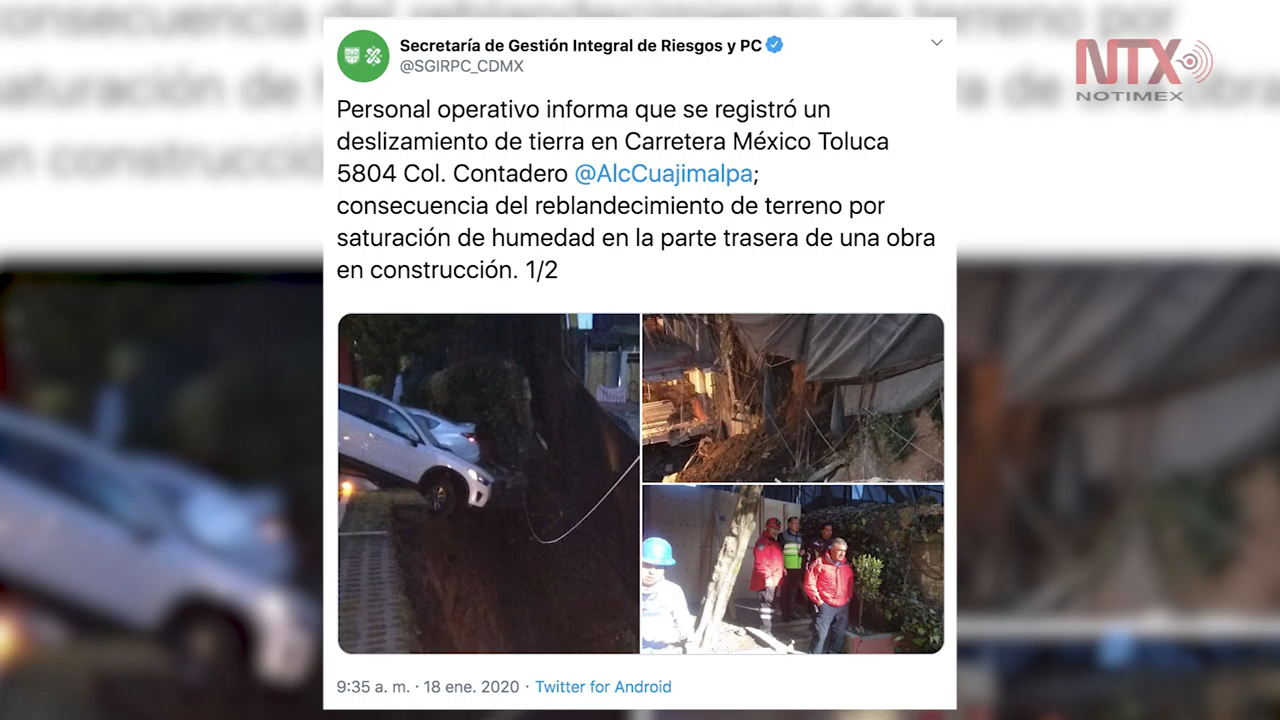 Secretaría de Gestión Integral de Riesgos y PC
@SGIRPC_CDMX
NTX
NOTIMEX
Personal operativo informa que se registró un
deslizamiento de tierra en Carretera México Toluca
5804 Col. Contadero @AlcCuajimalpa;
consecuencia del reblandecimiento de terreno por
saturación de humedad en la parte trasera de una obra
en construcción. 1/2
9:35 a. m. · 18 ene. 2020 · Twitter for Android